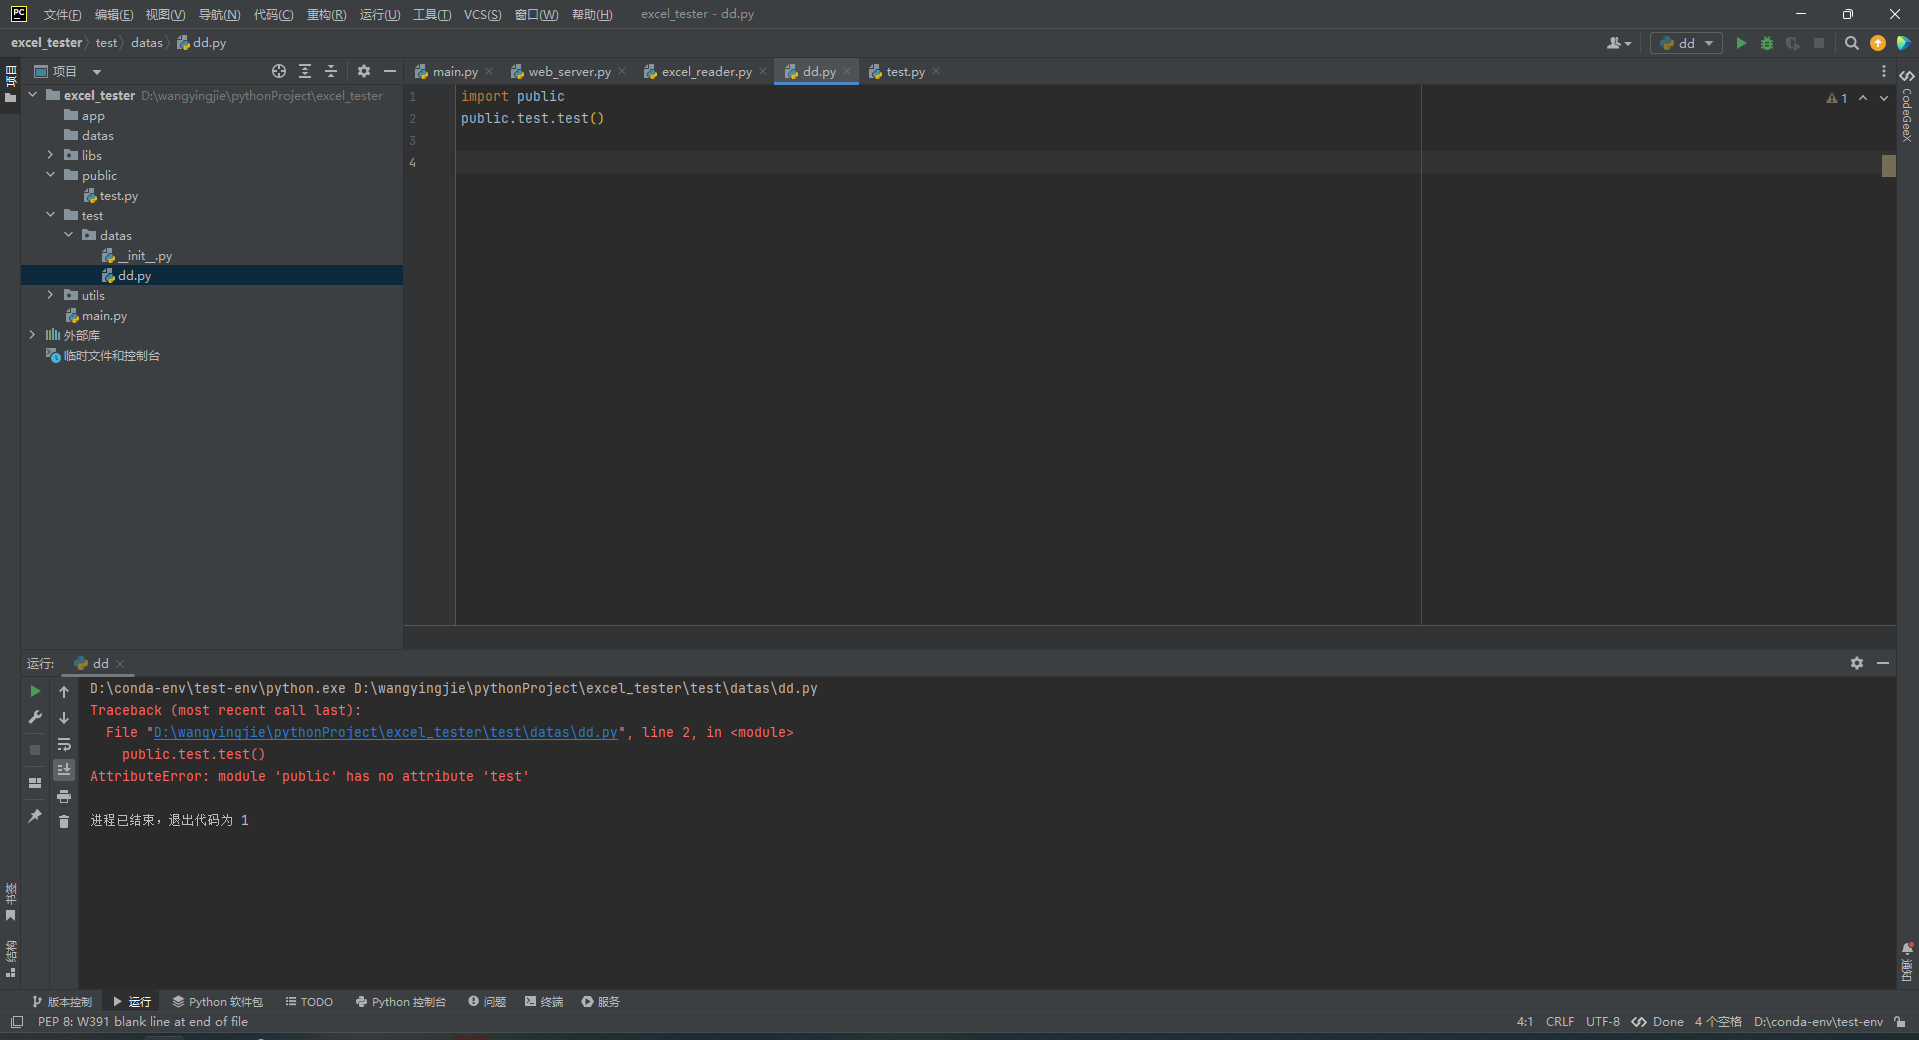 PC 文件(F) 编辑(E) 视图(V) 导航(N) 代码(C) 重构(R) 运行(U) 工具(T) VCS(S) 窗口(W) 帮助(H) excel_tester - dd.py
excel_tester test datas dd.py dd
项目
main.py web_server.py excel_reader.py dd.py test.py
项目
excel_tester D:\wangyingjie\pythonProject\excel_tester
app
datas
libs
public
test.py
test
datas
__init__.py
dd.py
utils
main.py
外部库
临时文件和控制台
1 import public
2 public.test.test()
3
4
1
CodeGeeX
运行: dd
D:\conda-env\test-env\python.exe D:\wangyingjie\pythonProject\excel_tester\test\datas\dd.py
Traceback (most recent call last):
File "D:\wangyingjie\pythonProject\excel_tester\test\datas\dd.py", line 2, in <module>
public.test.test()
AttributeError: module 'public' has no attribute 'test'
进程已结束，退出代码为 1
书签
结构
通知
版本控制 运行 Python 软件包 TODO Python 控制台 问题 终端 服务
PEP 8: W391 blank line at end of file 4:1 CRLF UTF-8 Done 4 个空格 D:\conda-env\test-env